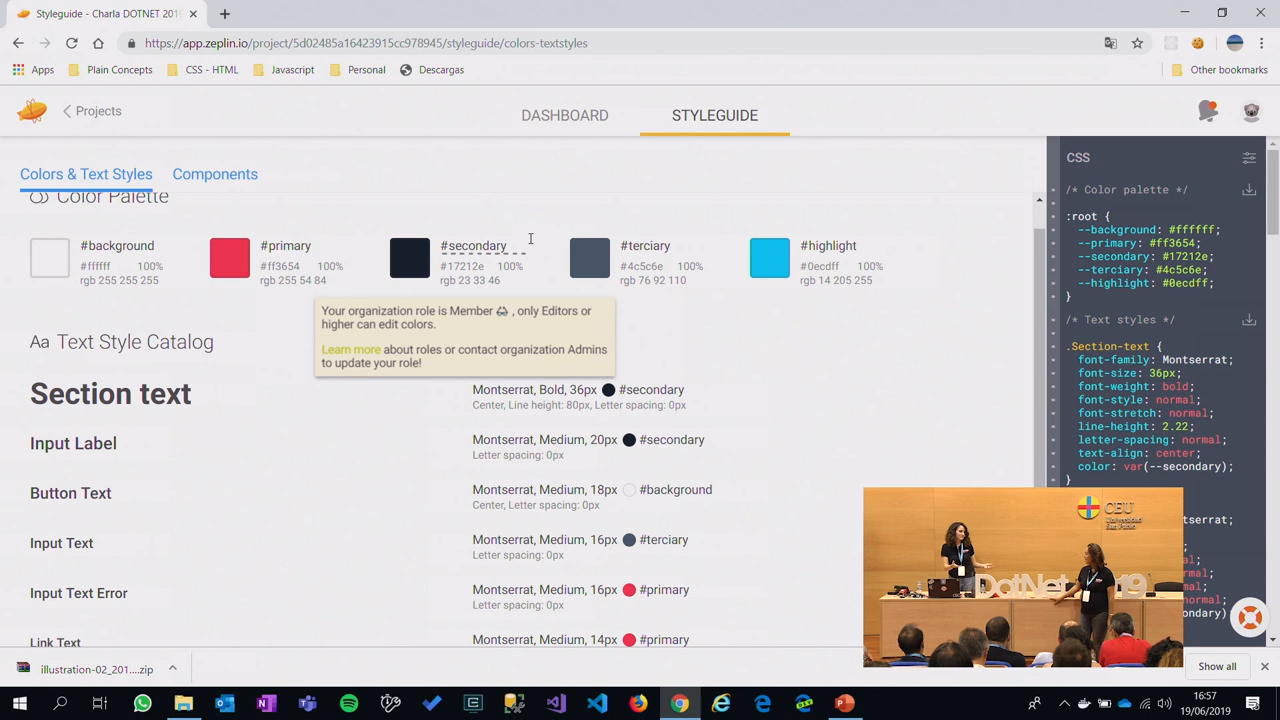 Styleguide - Charla DOTNET 2019
https://app.zeplin.io/project/5d02485a16423915cc978945/styleguide/colors-textstyles
Apps Plain Concepts CSS - HTML Javascript Personal Descargas Other bookmarks
Projects DASHBOARD STYLEGUIDE
Colors & Text Styles Components
Color Palette
#background
#ffffff 100%
rgb 255 255 255
#primary
#ff3654 100%
rgb 255 54 84
#secondary
#17212e 100%
rgb 23 33 46
#terciary
#4c5c6e 100%
rgb 76 92 110
#highlight
#0ecdff 100%
rgb 14 205 255
Your organization role is Member , only Editors or
higher can edit colors.
Learn more about roles or contact organization Admins
to update your role!
Aa Text Style Catalog
Section text
Montserrat, Bold, 36px #secondary
Center, Line height: 80px, Letter spacing: 0px
Input Label
Montserrat, Medium, 20px #secondary
Letter spacing: 0px
Button Text
Montserrat, Medium, 18px #background
Center, Letter spacing: 0px
Input Text
Montserrat, Medium, 16px #terciary
Letter spacing: 0px
Input Text Error
Montserrat, Medium, 16px #primary
Letter spacing: 0px
Link Text
Montserrat, Medium, 14px #primary
CSS
/* Color palette */
:root {
--background: #ffffff;
--primary: #ff3654;
--secondary: #17212e;
--terciary: #4c5c6e;
--highlight: #0ecdff;
}
/* Text styles */
.Section-text {
font-family: Montserrat;
font-size: 36px;
font-weight: bold;
font-style: normal;
font-stretch: normal;
line-height: 2.22;
letter-spacing: normal;
text-align: center;
color: var(--secondary);
}
CEU
Universidad
San Pablo
DotNet 2019
illustration-02_201....zip
Show all
16:57
19/06/2019